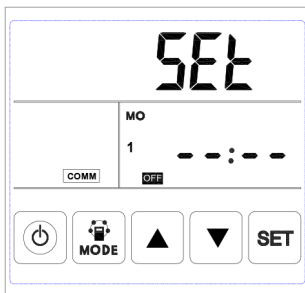 SEt
MO
1 --:--
COMM OFF
MODE SET